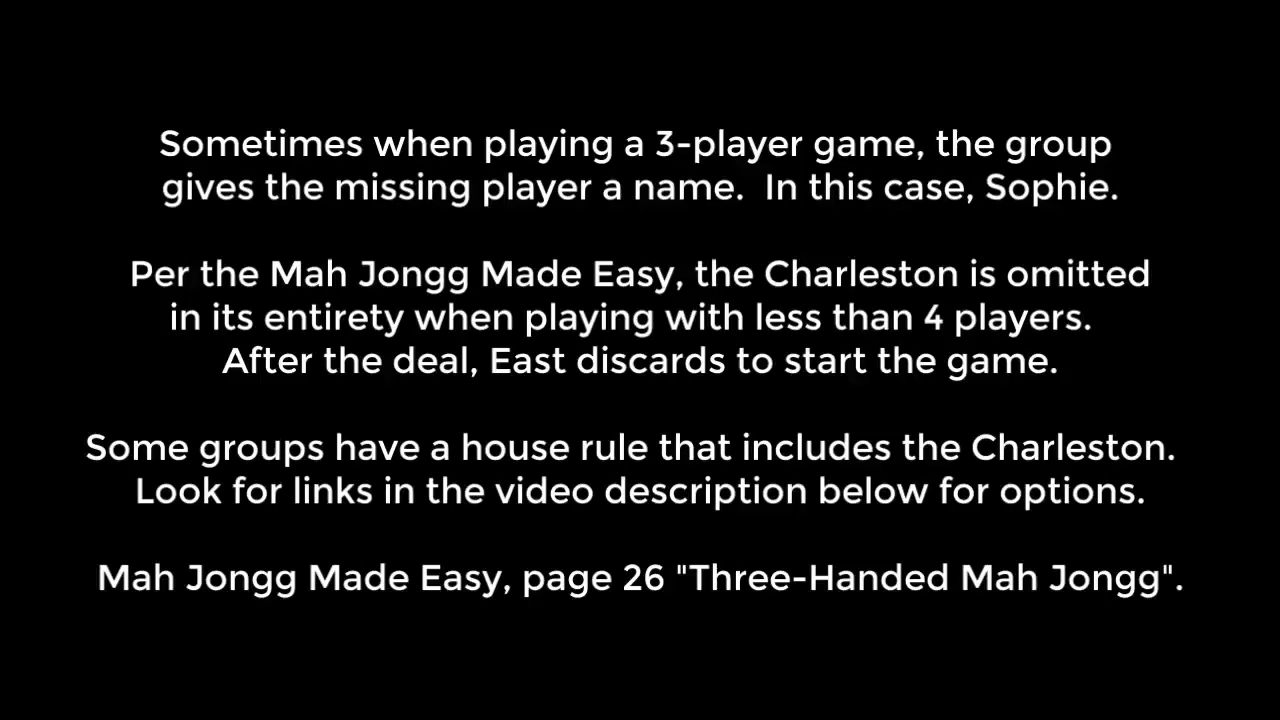 Sometimes when playing a 3-player game, the group
gives the missing player a name.  In this case, Sophie.
Per the Mah Jongg Made Easy, the Charleston is omitted
in its entirety when playing with less than 4 players.
After the deal, East discards to start the game.
Some groups have a house rule that includes the Charleston.
Look for links in the video description below for options.
Mah Jongg Made Easy, page 26 "Three-Handed Mah Jongg".